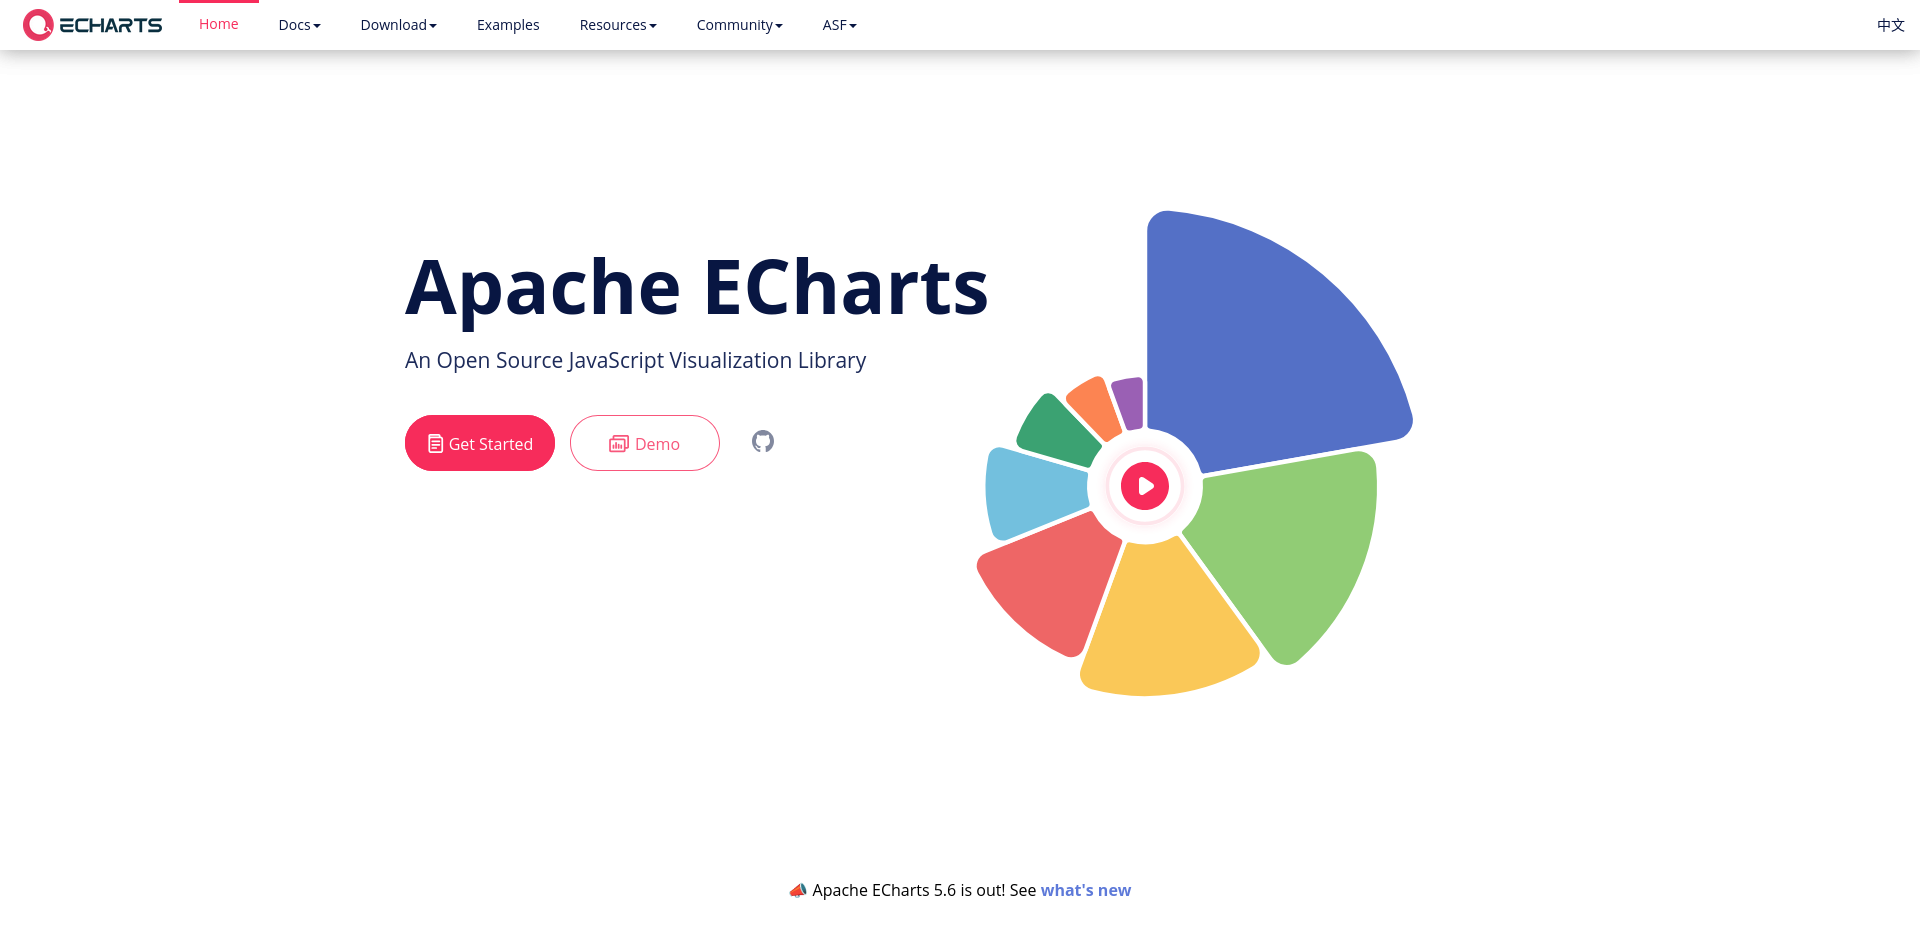 ECHARTS Home Docs Download Examples Resources Community ASF 中文
Apache ECharts
An Open Source JavaScript Visualization Library
Get Started Demo
📣 Apache ECharts 5.6 is out! See what's new